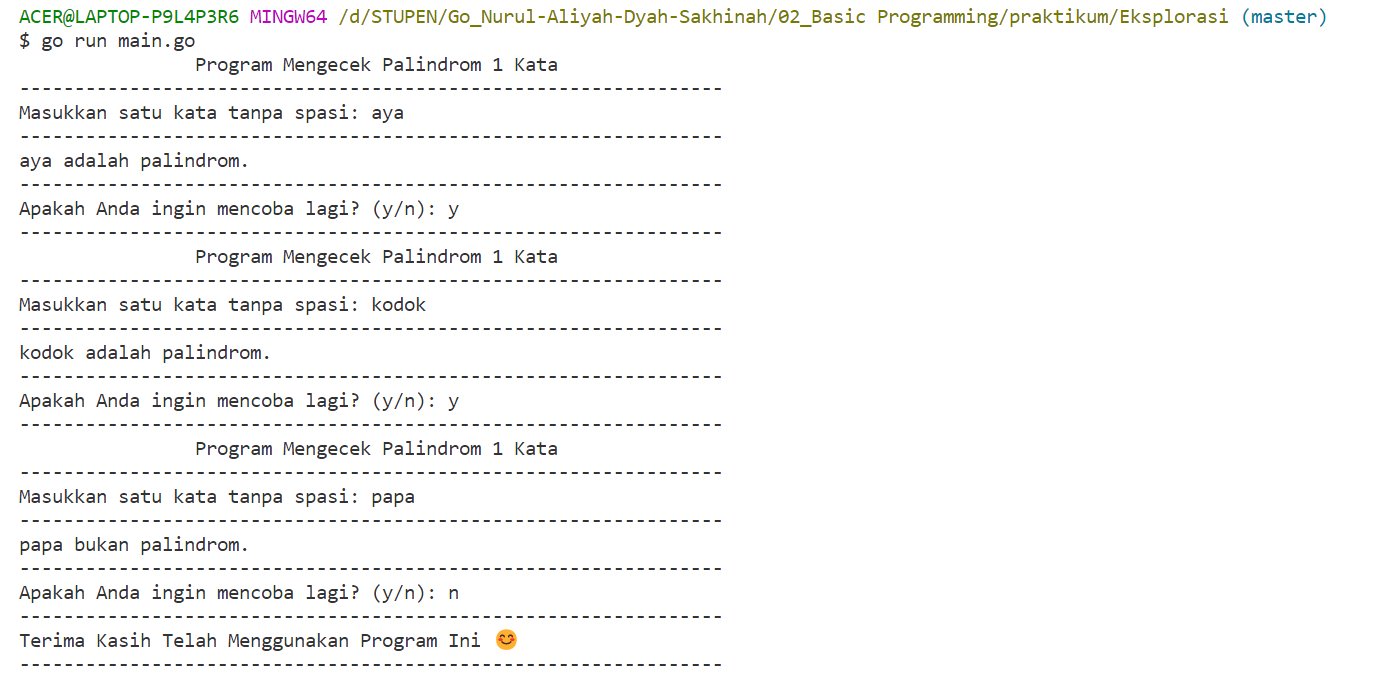 ACER@LAPTOP-P9L4P3R6 MINGW64 /d/STUPEN/Go_Nurul-Aliyah-Dyah-Sakhinah/02_Basic Programming/praktikum/Eksplorasi (master)
$ go run main.go
                Program Mengecek Palindrom 1 Kata
----------------------------------------------------------------
Masukkan satu kata tanpa spasi: aya
----------------------------------------------------------------
aya adalah palindrom.
----------------------------------------------------------------
Apakah Anda ingin mencoba lagi? (y/n): y
----------------------------------------------------------------
                Program Mengecek Palindrom 1 Kata
----------------------------------------------------------------
Masukkan satu kata tanpa spasi: kodok
----------------------------------------------------------------
kodok adalah palindrom.
----------------------------------------------------------------
Apakah Anda ingin mencoba lagi? (y/n): y
----------------------------------------------------------------
                Program Mengecek Palindrom 1 Kata
----------------------------------------------------------------
Masukkan satu kata tanpa spasi: papa
----------------------------------------------------------------
papa bukan palindrom.
----------------------------------------------------------------
Apakah Anda ingin mencoba lagi? (y/n): n
----------------------------------------------------------------
Terima Kasih Telah Menggunakan Program Ini 😊
----------------------------------------------------------------